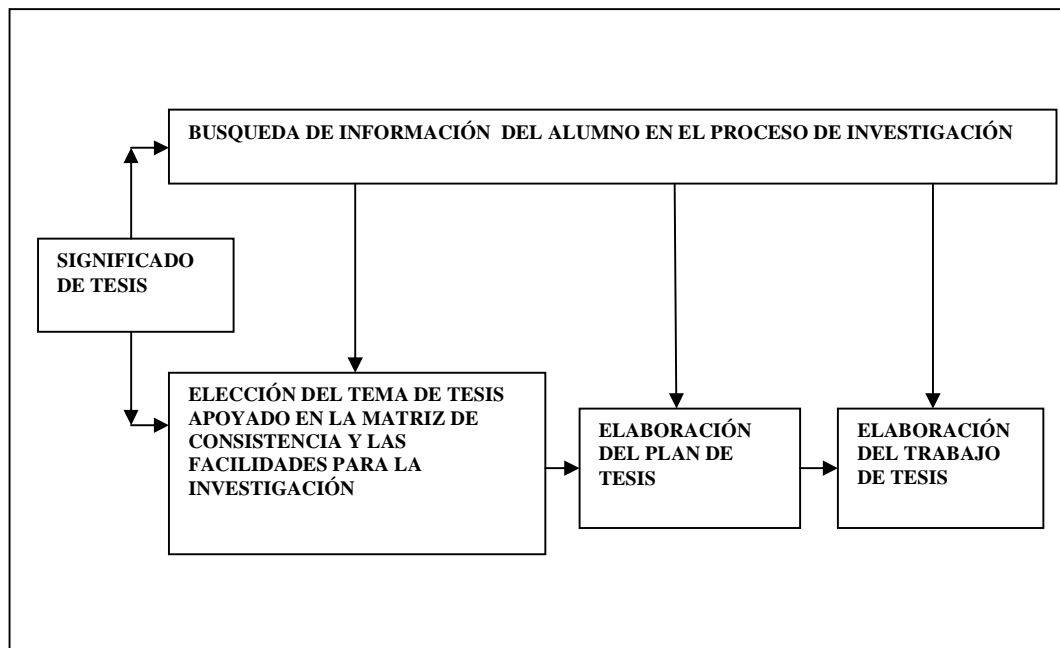 BUSQUEDA DE INFORMACIÓN DEL ALUMNO EN EL PROCESO DE INVESTIGACIÓN
SIGNIFICADO
DE TESIS
ELECCIÓN DEL TEMA DE TESIS
APOYADO EN LA MATRIZ DE
CONSISTENCIA Y LAS
FACILIDADES PARA LA
INVESTIGACIÓN
ELABORACIÓN
DEL PLAN DE
TESIS
ELABORACIÓN
DEL TRABAJO
DE TESIS